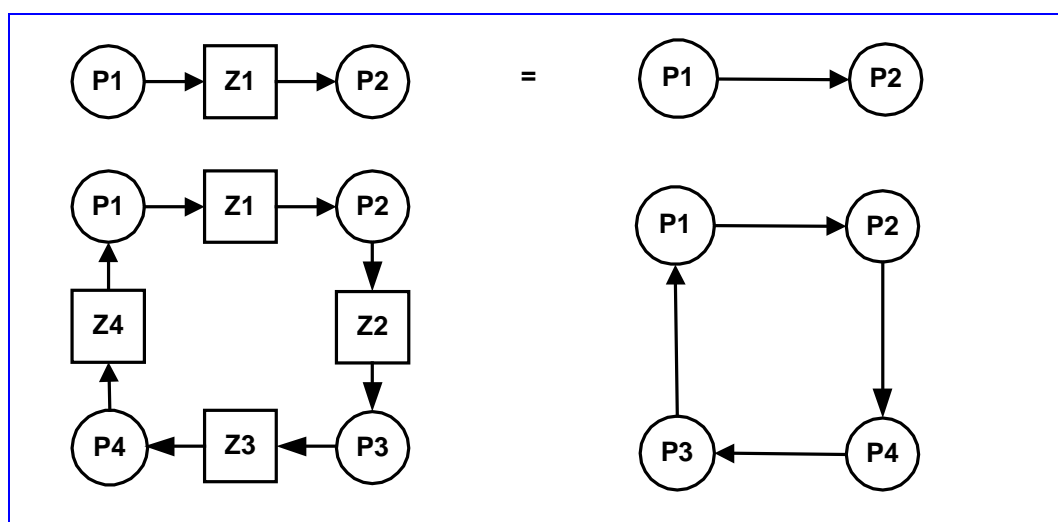 P1 Z1 P2 = P1 P2
P1 Z1 P2
P1 P2
Z4 Z2
P4 Z3 P3
P3 P4